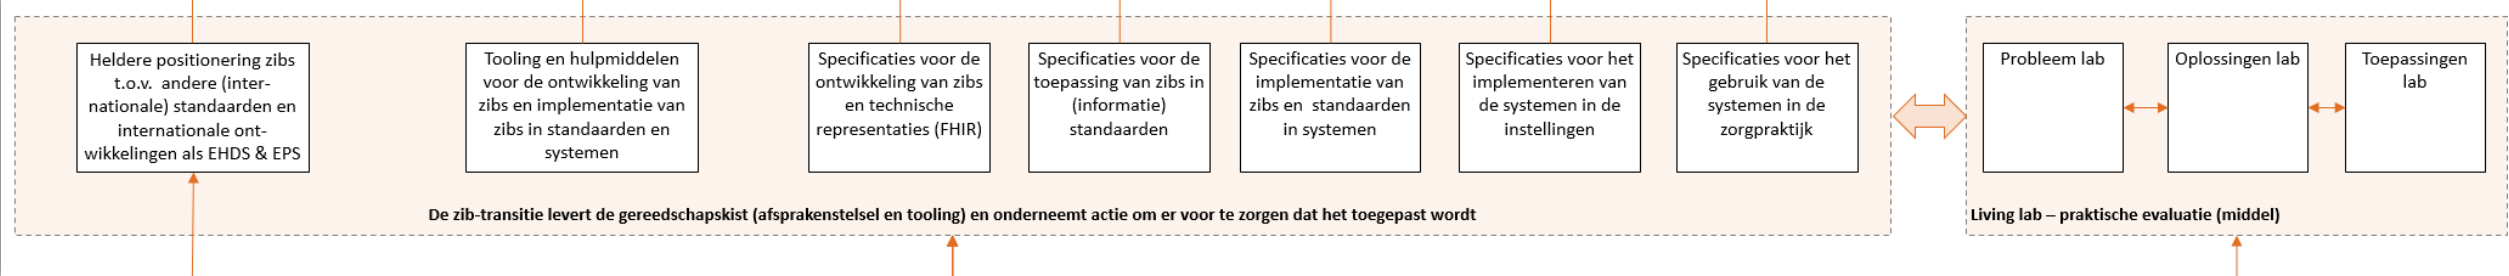 Heldere positionering zibs
t.o.v. andere (inter-
nationale) standaarden en
internationale ont-
wikkelingen als EHDS & EPS
Tooling en hulpmiddelen
voor de ontwikkeling van
zibs en implementatie van
zibs in standaarden en
systemen
Specificaties voor de
ontwikkeling van zibs
en technische
representaties (FHIR)
Specificaties voor de
toepassing van zibs in
(informatie)
standaarden
Specificaties voor de
implementatie van
zibs en standaarden
in systemen
Specificaties voor het
implementeren van
de systemen in de
instellingen
Specificaties voor het
gebruik van de
systemen in de
zorgpraktijk
De zib-transitie levert de gereedschapskist (afsprakenstelsel en tooling) en onderneemt actie om er voor te zorgen dat het toegepast wordt
Probleem lab
Oplossingen lab
Toepassingen
lab
Living lab – praktische evaluatie (middel)